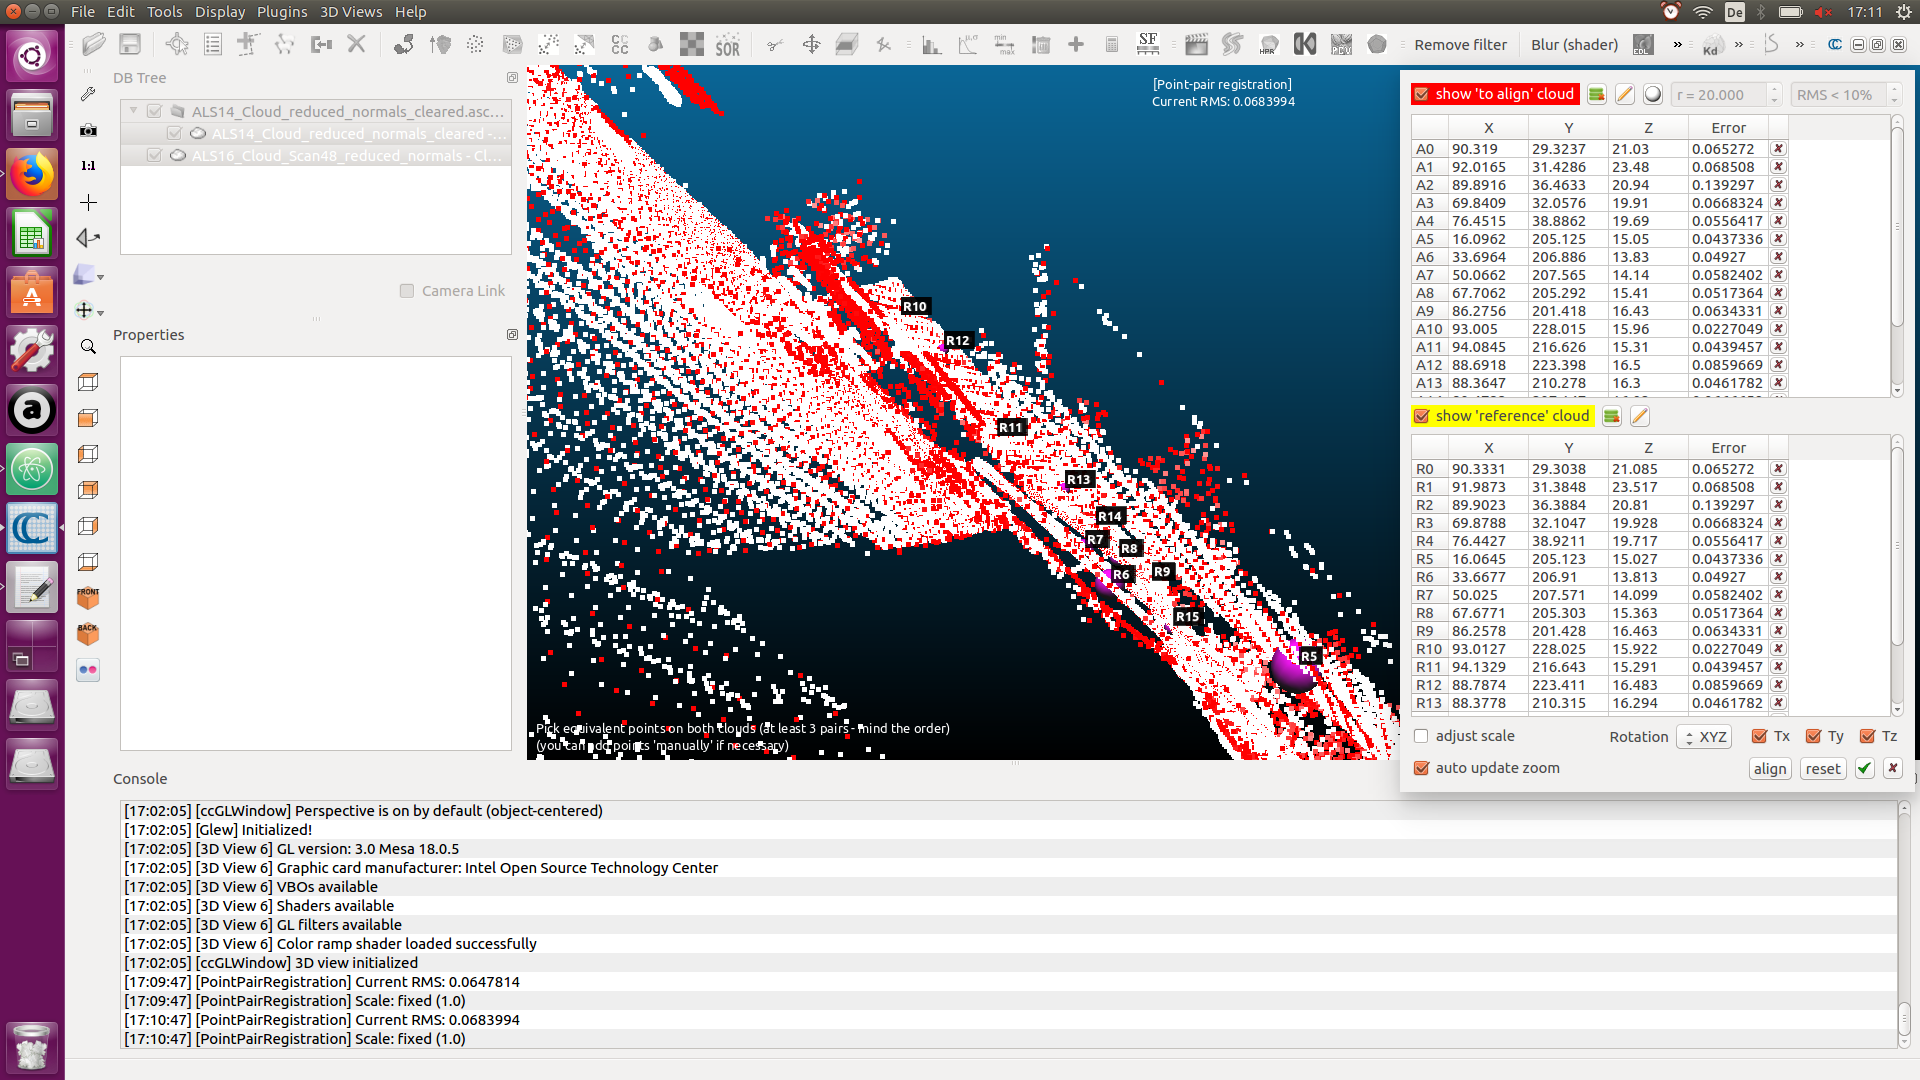 File Edit Tools Display Plugins 3D Views Help
De 17:11
CC
CC
SOR
SF
min
max
HPR
PCV
Remove filter
Blur (shader)
EDL
»
Kd
»
»
DB Tree
ALS14_Cloud_reduced_normals_cleared.asc...
ALS14_Cloud_reduced_normals_cleared -...
ALS16_Cloud_Scan48_reduced_normals - Cl...
1:1
Camera Link
Properties
FRONT
BACK
[Point-pair registration]
Current RMS: 0.0683994
R10
R12
R11
R13
R14
R7
R8
R6
R9
R15
R5
Pick equivalent points on both clouds (at least 3 pairs - mind the order)
(you can add points 'manually' if necessary)
show 'to align' cloud r = 20.000 RMS < 10%
X Y Z Error
A0 90.319 29.3237 21.03 0.065272
A1 92.0165 31.4286 23.48 0.068508
A2 89.8916 36.4633 20.94 0.139297
A3 69.8409 32.0576 19.91 0.0668324
A4 76.4515 38.8862 19.69 0.0556417
A5 16.0962 205.125 15.05 0.0437336
A6 33.6964 206.886 13.83 0.04927
A7 50.0662 207.565 14.14 0.0582402
A8 67.7062 205.292 15.41 0.0517364
A9 86.2756 201.418 16.43 0.0634331
A10 93.005 228.015 15.96 0.0227049
A11 94.0845 216.626 15.31 0.0439457
A12 88.6918 223.398 16.5 0.0859669
A13 88.3647 210.278 16.3 0.0461782
show 'reference' cloud
X Y Z Error
R0 90.3331 29.3038 21.085 0.065272
R1 91.9873 31.3848 23.517 0.068508
R2 89.9023 36.3884 20.81 0.139297
R3 69.8788 32.1047 19.928 0.0668324
R4 76.4427 38.9211 19.717 0.0556417
R5 16.0645 205.123 15.027 0.0437336
R6 33.6677 206.91 13.813 0.04927
R7 50.025 207.571 14.099 0.0582402
R8 67.6771 205.303 15.363 0.0517364
R9 86.2578 201.428 16.463 0.0634331
R10 93.0127 228.025 15.922 0.0227049
R11 94.1329 216.643 15.291 0.0439457
R12 88.7874 223.411 16.483 0.0859669
R13 88.3778 210.315 16.294 0.0461782
adjust scale Rotation XYZ Tx Ty Tz
auto update zoom align reset
Console
[17:02:05] [ccGLWindow] Perspective is on by default (object-centered)
[17:02:05] [Glew] Initialized!
[17:02:05] [3D View 6] GL version: 3.0 Mesa 18.0.5
[17:02:05] [3D View 6] Graphic card manufacturer: Intel Open Source Technology Center
[17:02:05] [3D View 6] VBOs available
[17:02:05] [3D View 6] Shaders available
[17:02:05] [3D View 6] GL filters available
[17:02:05] [3D View 6] Color ramp shader loaded successfully
[17:02:05] [ccGLWindow] 3D view initialized
[17:09:47] [PointPairRegistration] Current RMS: 0.0647814
[17:09:47] [PointPairRegistration] Scale: fixed (1.0)
[17:10:47] [PointPairRegistration] Current RMS: 0.0683994
[17:10:47] [PointPairRegistration] Scale: fixed (1.0)